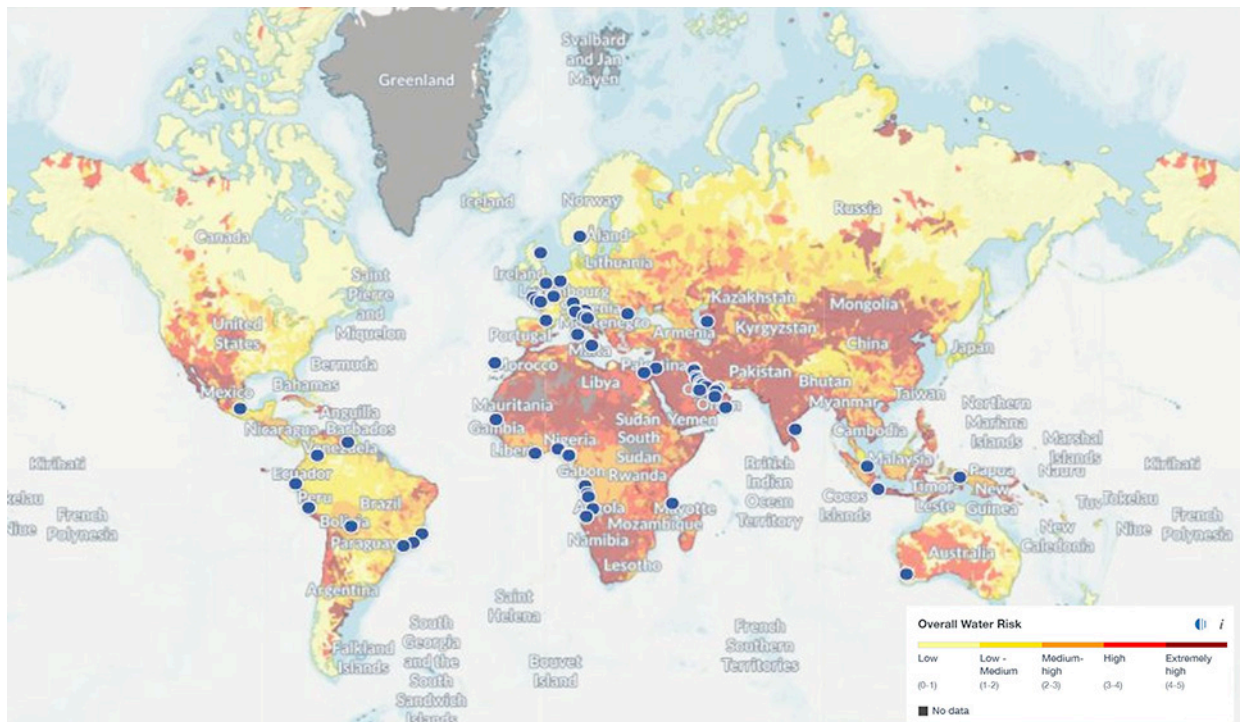 Svalbard
and Jan
Mayen
Greenland
Iceland
Norway
Russia
Åland
Canada
Lithuania
Ireland
Saint
Pierre
and
Miquelon
Kazakhstan
Mongolia
United
States
Portugal
Montenegro
Armenia
Kyrgyzstan
China
Japan
Bermuda
Malta
Morocco
Libya
Pakistan
Bhutan
Taiwan
Mexico
Bahamas
Mauritania
Myanmar
Northern
Mariana
Islands
Anguilla
Barbados
Nicaragua
Gambia
Sudan
Yemen
Cambodia
Marshall
Islands
Venezuela
Nigeria
South
Sudan
Kiribati
Ecuador
Gabon
Rwanda
British
Indian
Ocean
Territory
Malaysia
Papua
New
Guinea
Nauru
Kiribati
Peru
Brazil
Angola
Mayotte
Cocos
Islands
Timor-
Leste
Tokelau
French
Polynesia
Niue
Bolivia
Mozambique
New
Caledonia
Niue
French
Polynesia
Paraguay
Namibia
Australia
Lesotho
Argentina
Saint
Helena
South
Georgia
and the
South
Sandwich
Islands
Falkland
Islands
Bouvet
Island
French
Southern
Territories
Overall Water Risk
i
Low
Low -
Medium
Medium-
high
High
Extremely
high
(0-1)
(1-2)
(2-3)
(3-4)
(4-5)
No data